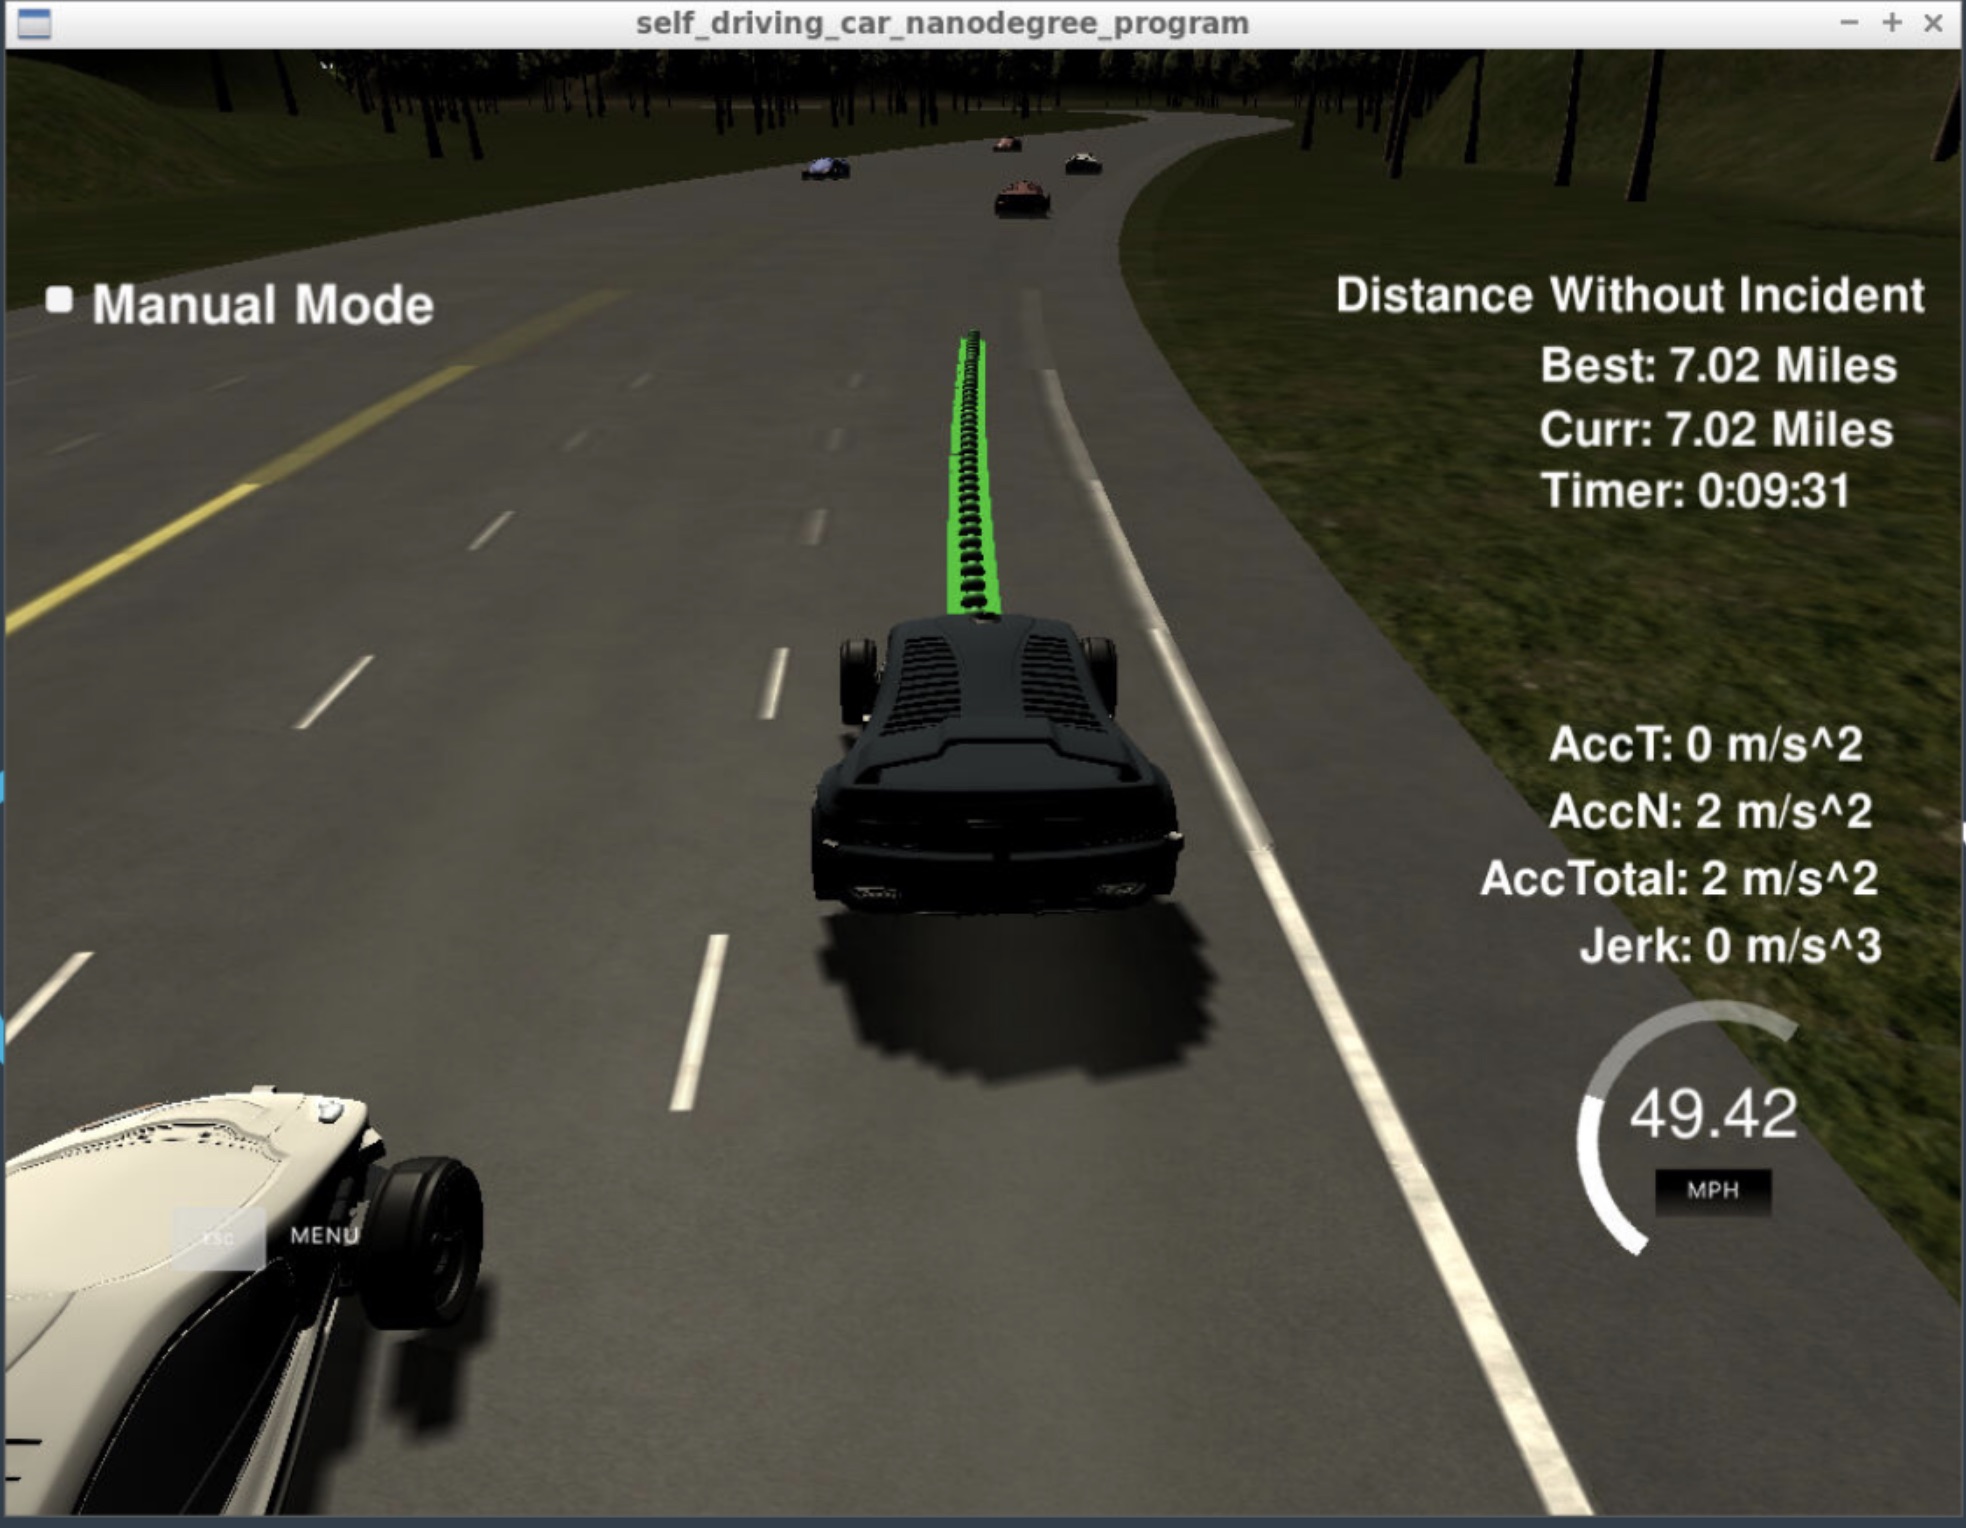 self_driving_car_nanodegree_program
Manual Mode
Distance Without Incident
Best: 7.02 Miles
Curr: 7.02 Miles
Timer: 0:09:31
AccT: 0 m/s^2
AccN: 2 m/s^2
AccTotal: 2 m/s^2
Jerk: 0 m/s^3
49.42
MPH
ESC MENU